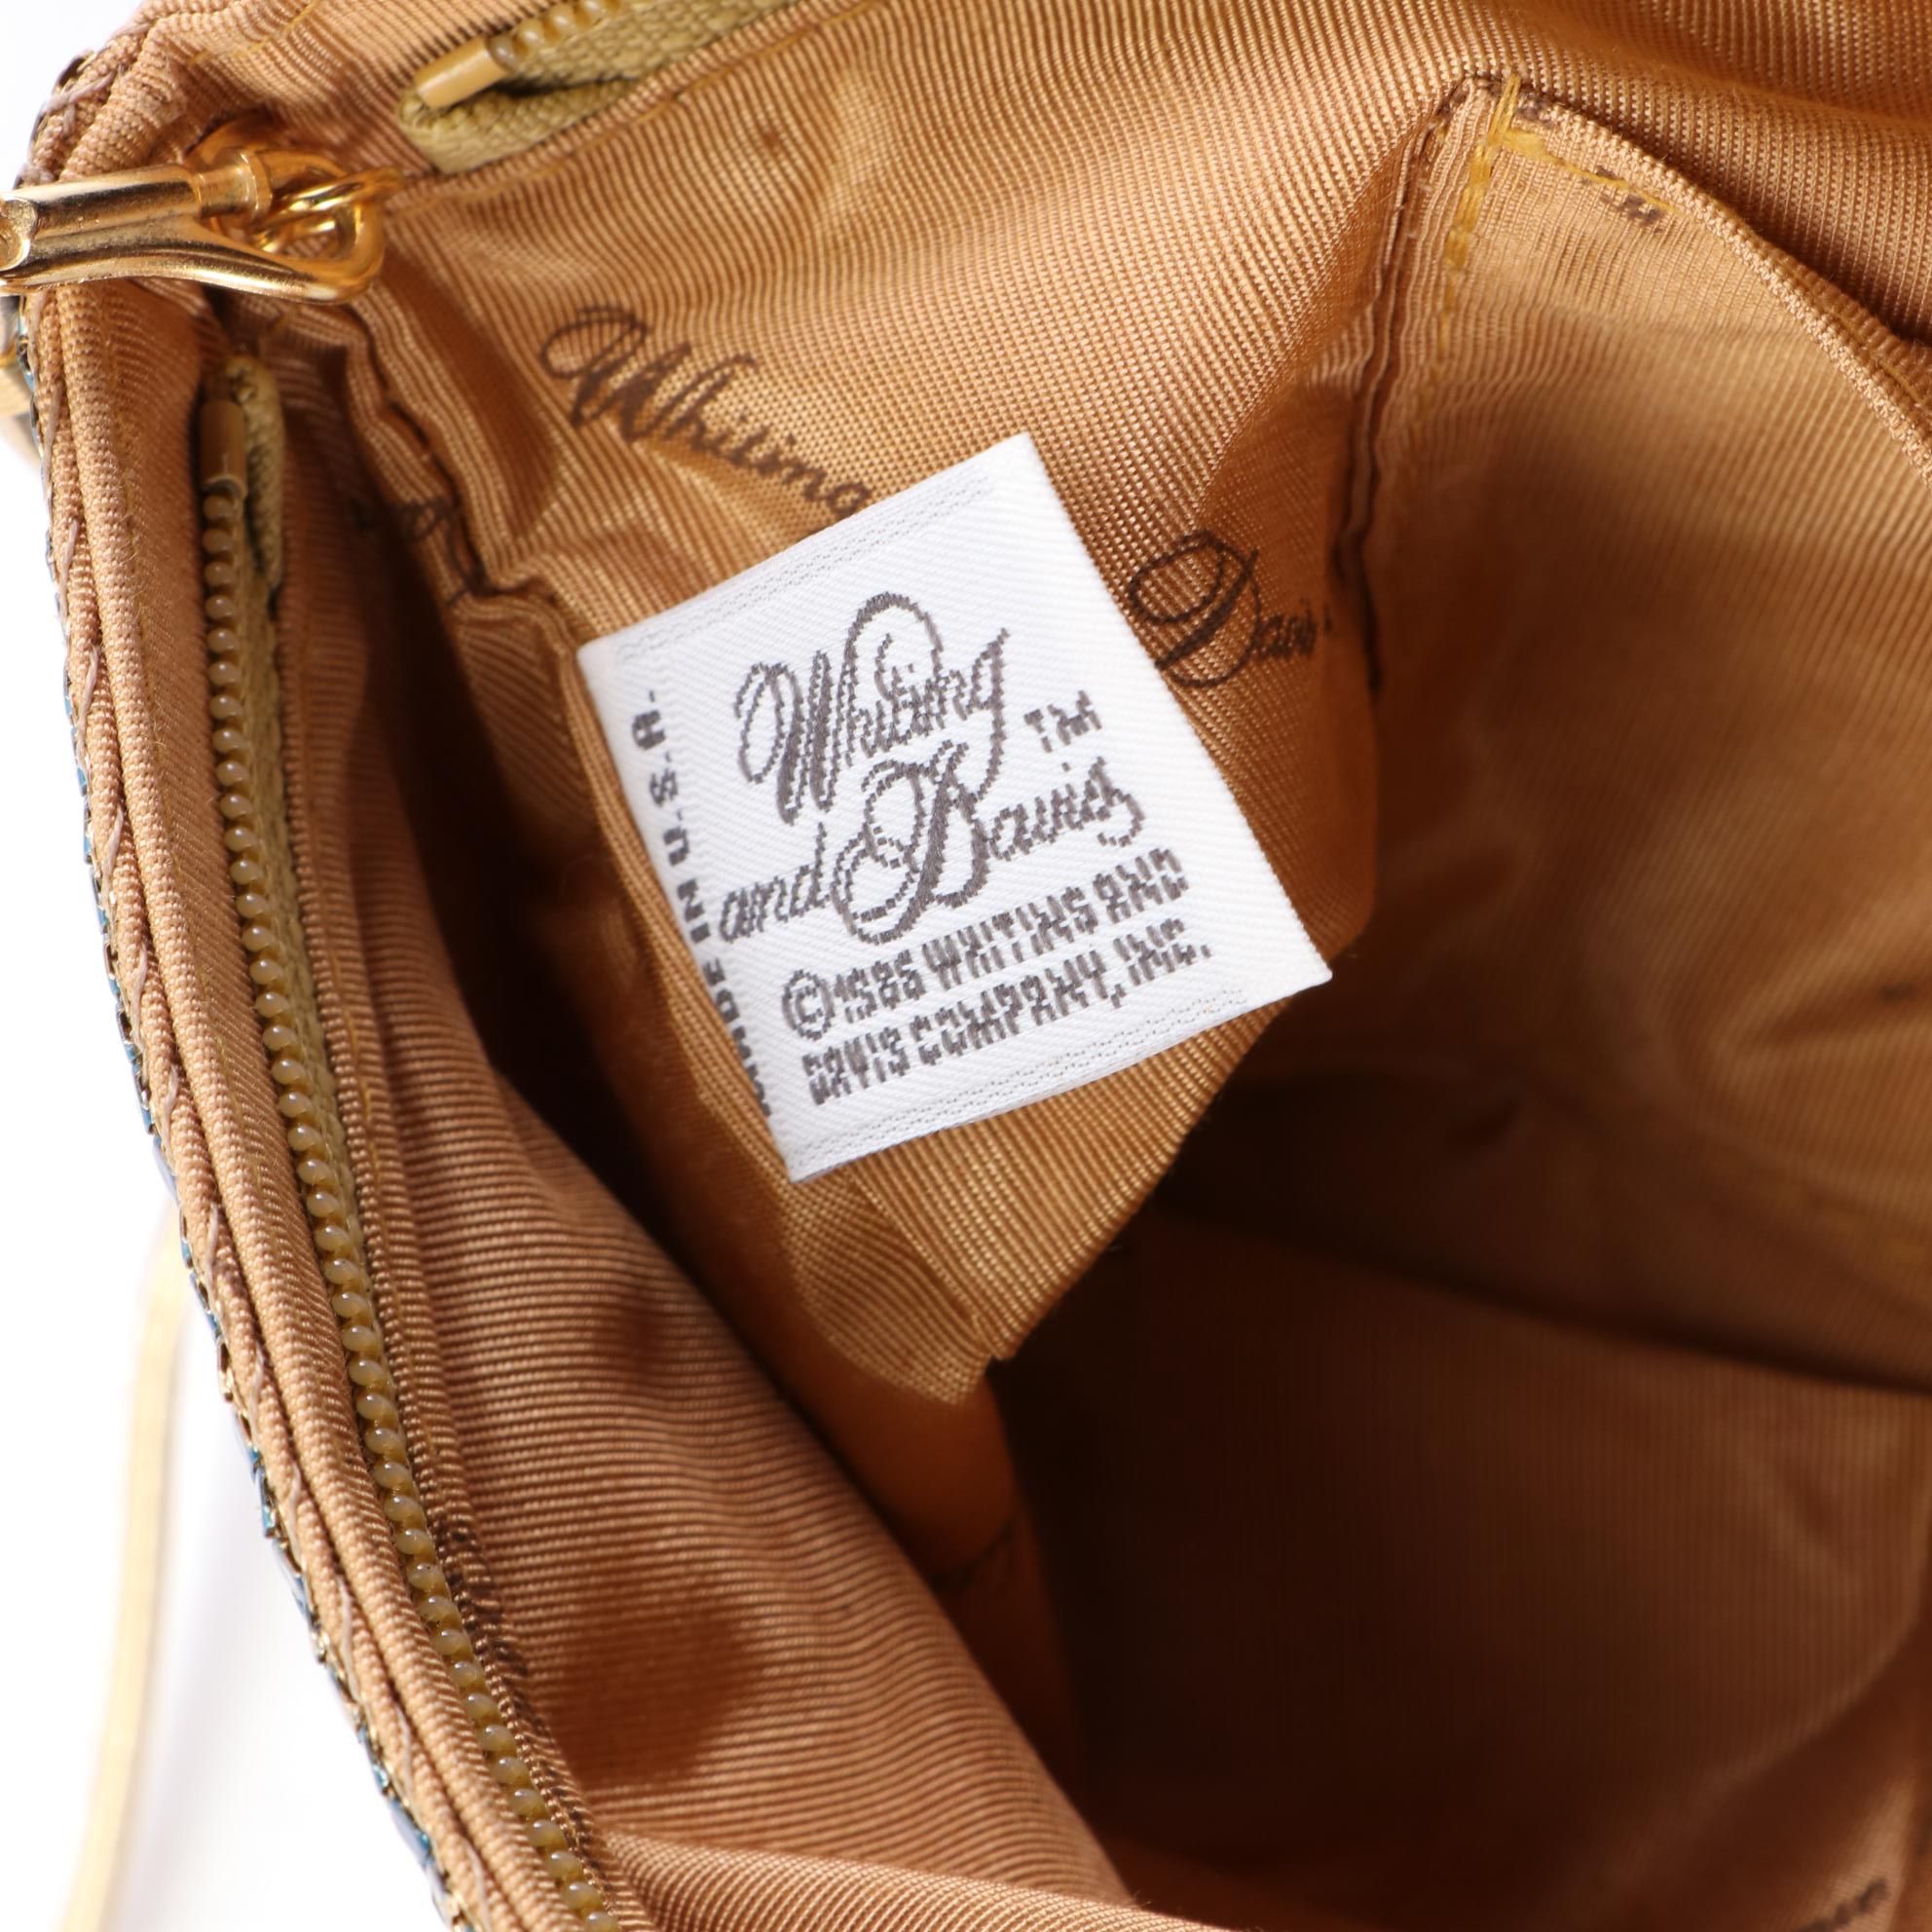 Whiting
Davis
Whiting
and Davis TM
©1986 WHITING AND
DAVIS COMPANY, INC.
MADE IN U.S.A.